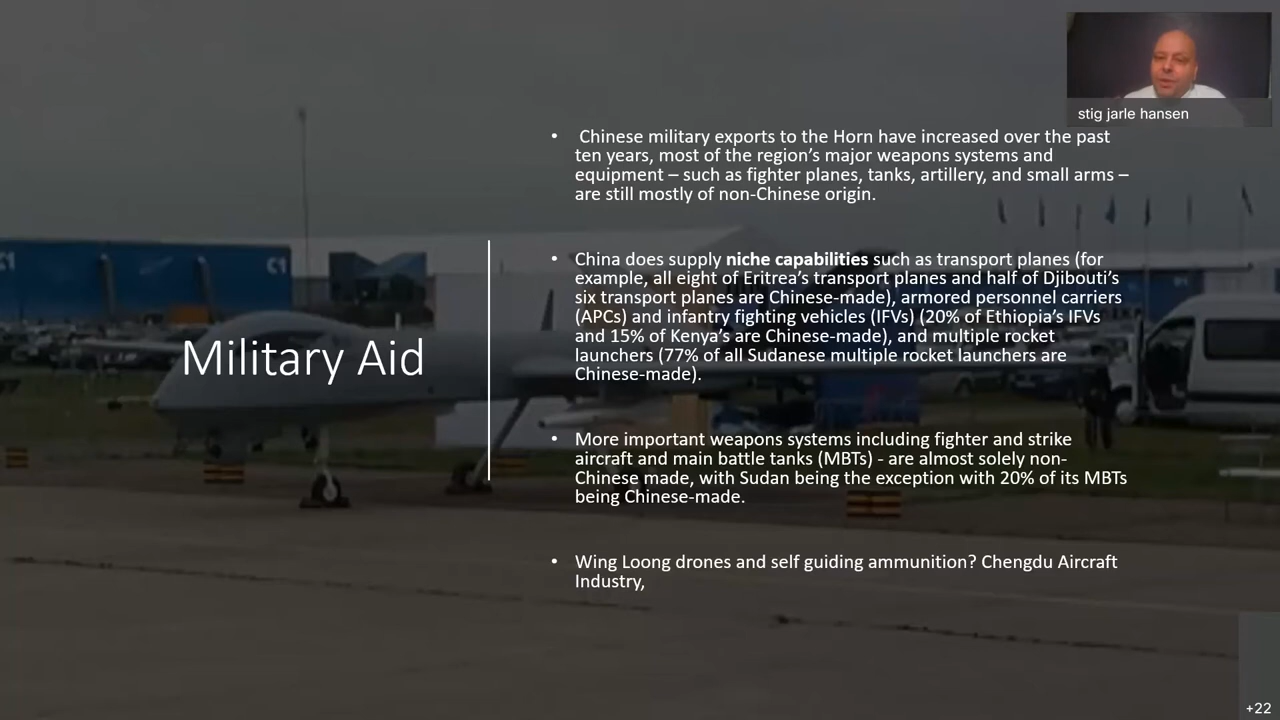 C1
C1
stig jarle hansen
Military Aid
• Chinese military exports to the Horn have increased over the past
ten years, most of the region’s major weapons systems and
equipment – such as fighter planes, tanks, artillery, and small arms –
are still mostly of non-Chinese origin.
• China does supply niche capabilities such as transport planes (for
example, all eight of Eritrea’s transport planes and half of Djibouti’s
six transport planes are Chinese-made), armored personnel carriers
(APCs) and infantry fighting vehicles (IFVs) (20% of Ethiopia’s IFVs
and 15% of Kenya’s are Chinese-made), and multiple rocket
launchers (77% of all Sudanese multiple rocket launchers are
Chinese-made).
• More important weapons systems including fighter and strike
aircraft and main battle tanks (MBTs) - are almost solely non-
Chinese made, with Sudan being the exception with 20% of its MBTs
being Chinese-made.
• Wing Loong drones and self guiding ammunition? Chengdu Aircraft
Industry,
+22